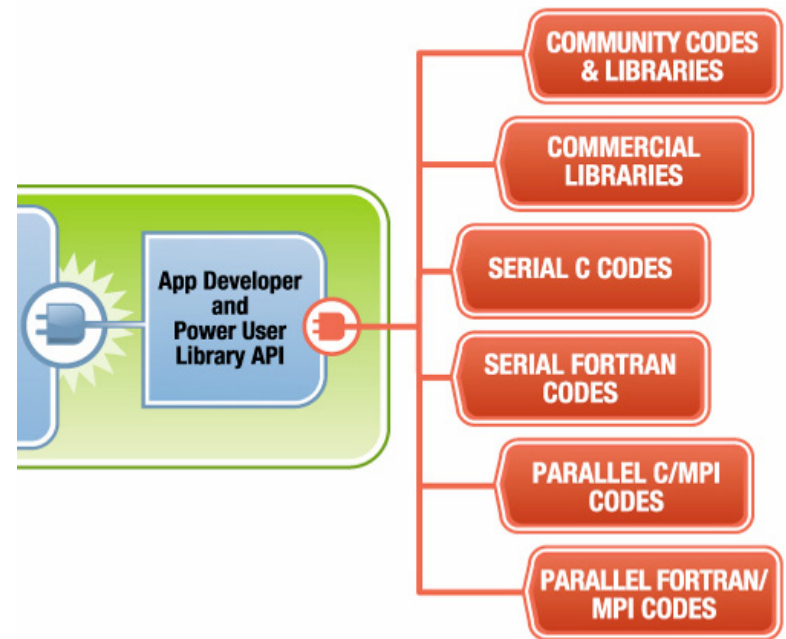 COMMUNITY CODES
& LIBRARIES
COMMERCIAL
LIBRARIES
SERIAL C CODES
App Developer
and
Power User
Library API
SERIAL FORTRAN
CODES
PARALLEL C/MPI
CODES
PARALLEL FORTRAN/
MPI CODES